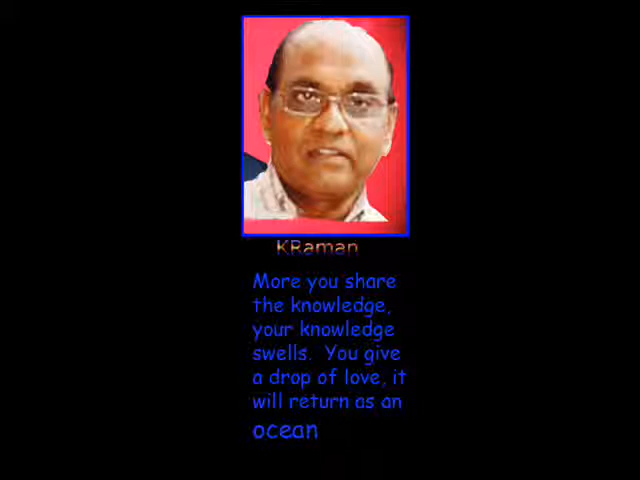 KRaman
More you share
the knowledge,
your knowledge
swells. You give
a drop of love, it
will return as an
ocean